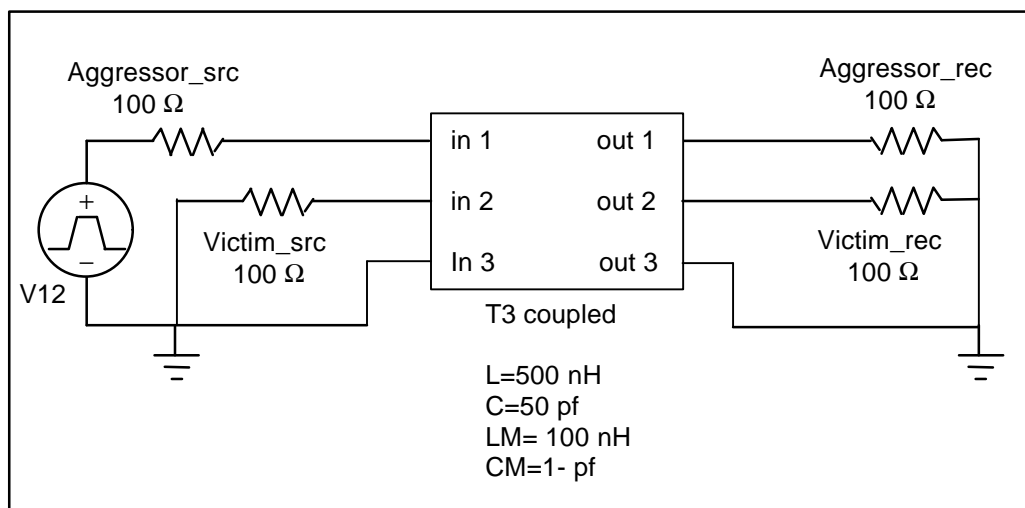 Aggressor_src
100 Ω
Aggressor_rec
100 Ω
in 1
out 1
in 2
out 2
+
−
Victim_src
100 Ω
Victim_rec
100 Ω
In 3
out 3
V12
T3 coupled
L=500 nH
C=50 pf
LM= 100 nH
CM=1- pf